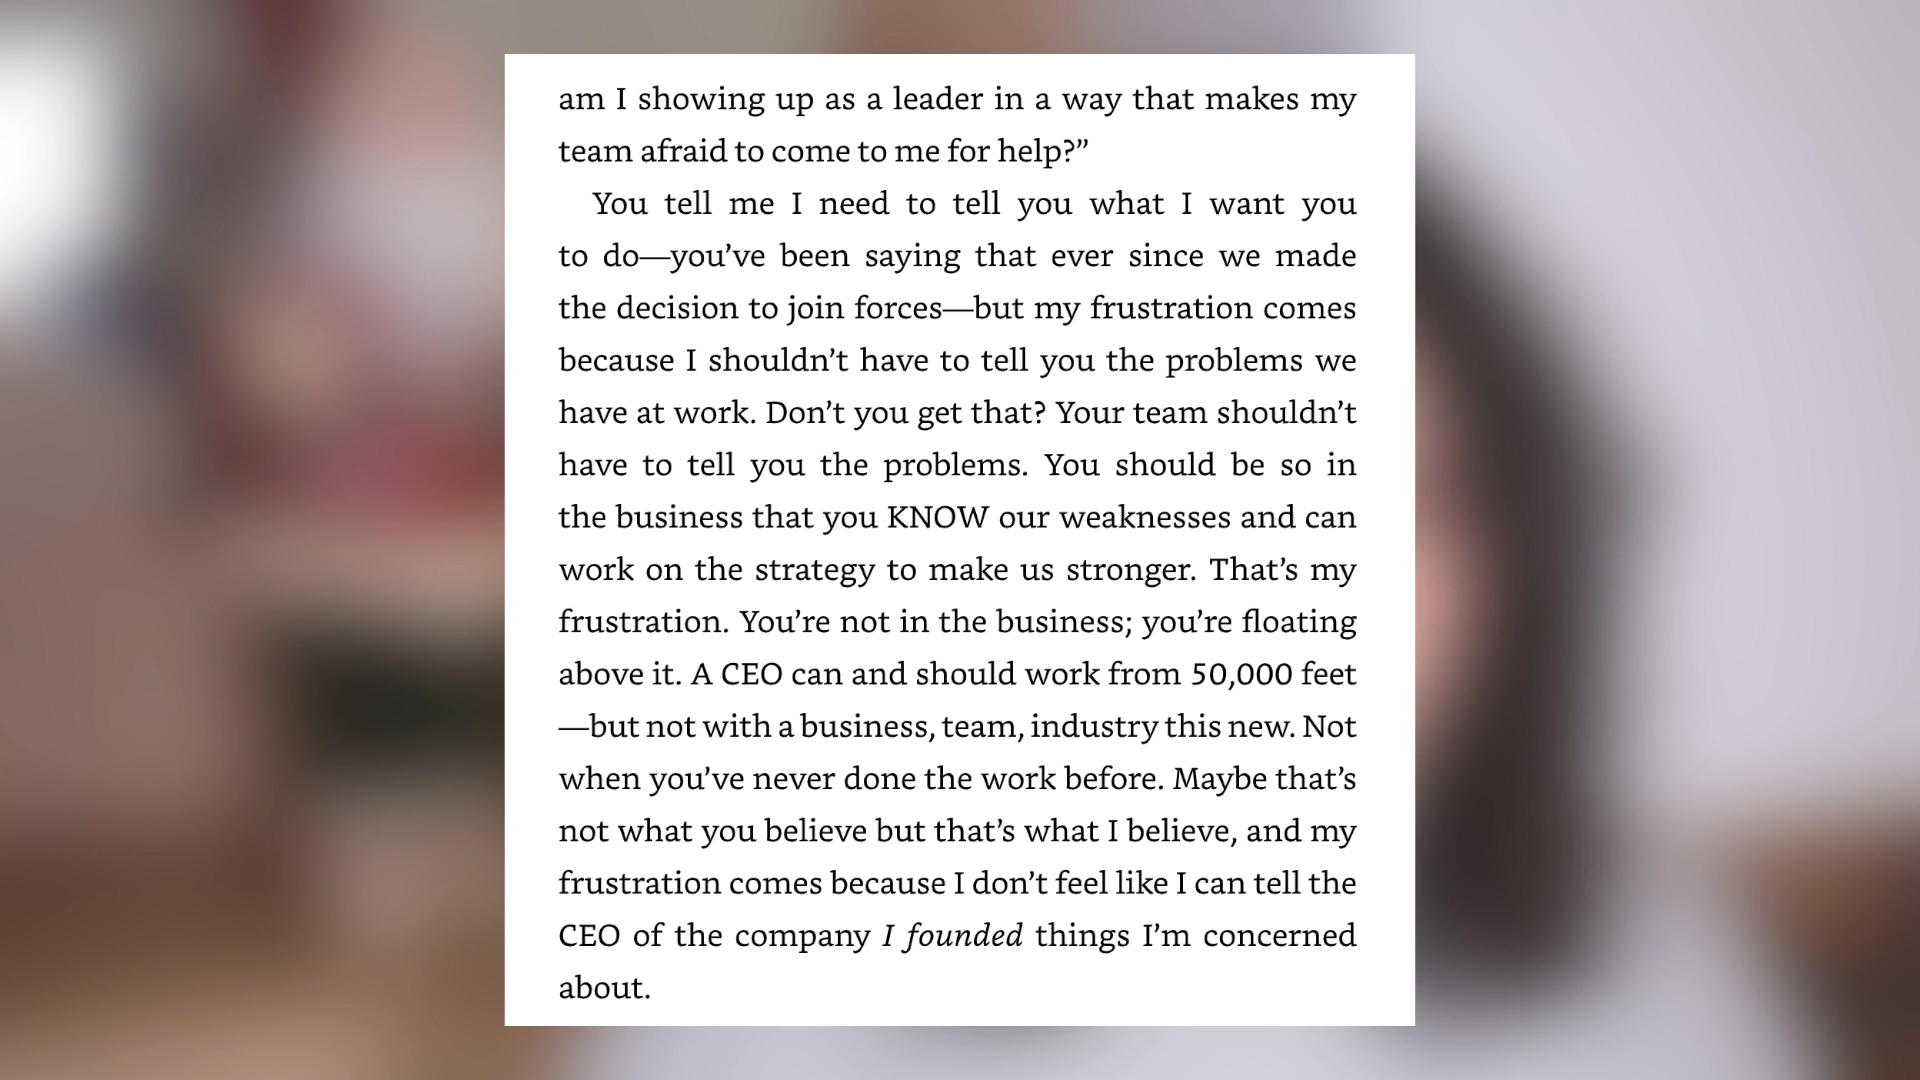 am I showing up as a leader in a way that makes my
team afraid to come to me for help?”
You tell me I need to tell you what I want you
to do—you’ve been saying that ever since we made
the decision to join forces—but my frustration comes
because I shouldn’t have to tell you the problems we
have at work. Don’t you get that? Your team shouldn’t
have to tell you the problems. You should be so in
the business that you KNOW our weaknesses and can
work on the strategy to make us stronger. That’s my
frustration. You’re not in the business; you’re floating
above it. A CEO can and should work from 50,000 feet
—but not with a business, team, industry this new. Not
when you’ve never done the work before. Maybe that’s
not what you believe but that’s what I believe, and my
frustration comes because I don’t feel like I can tell the
CEO of the company I founded things I’m concerned
about.